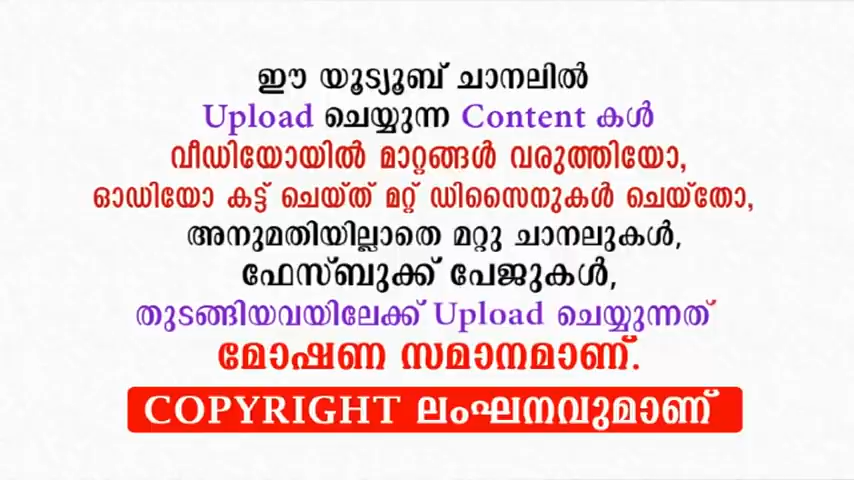 ഈ യൂട്യൂബ് ചാനലിൽ
Upload ചെയ്യുന്ന Content കൾ
വീഡിയോയിൽ മാറ്റങ്ങൾ വരുത്തിയോ,
ഓഡിയോ കട്ട് ചെയ്ത് മറ്റ് ഡിസൈനുകൾ ചെയ്തോ,
അനുമതിയില്ലാതെ മറ്റു ചാനലുകൾ,
ഫേസ്ബുക്ക് പേജുകൾ,
തുടങ്ങിയവയിലേക്ക് Upload ചെയ്യുന്നത്
മോഷണ സമാനമാണ്.
COPYRIGHT ലംഘനവുമാണ്